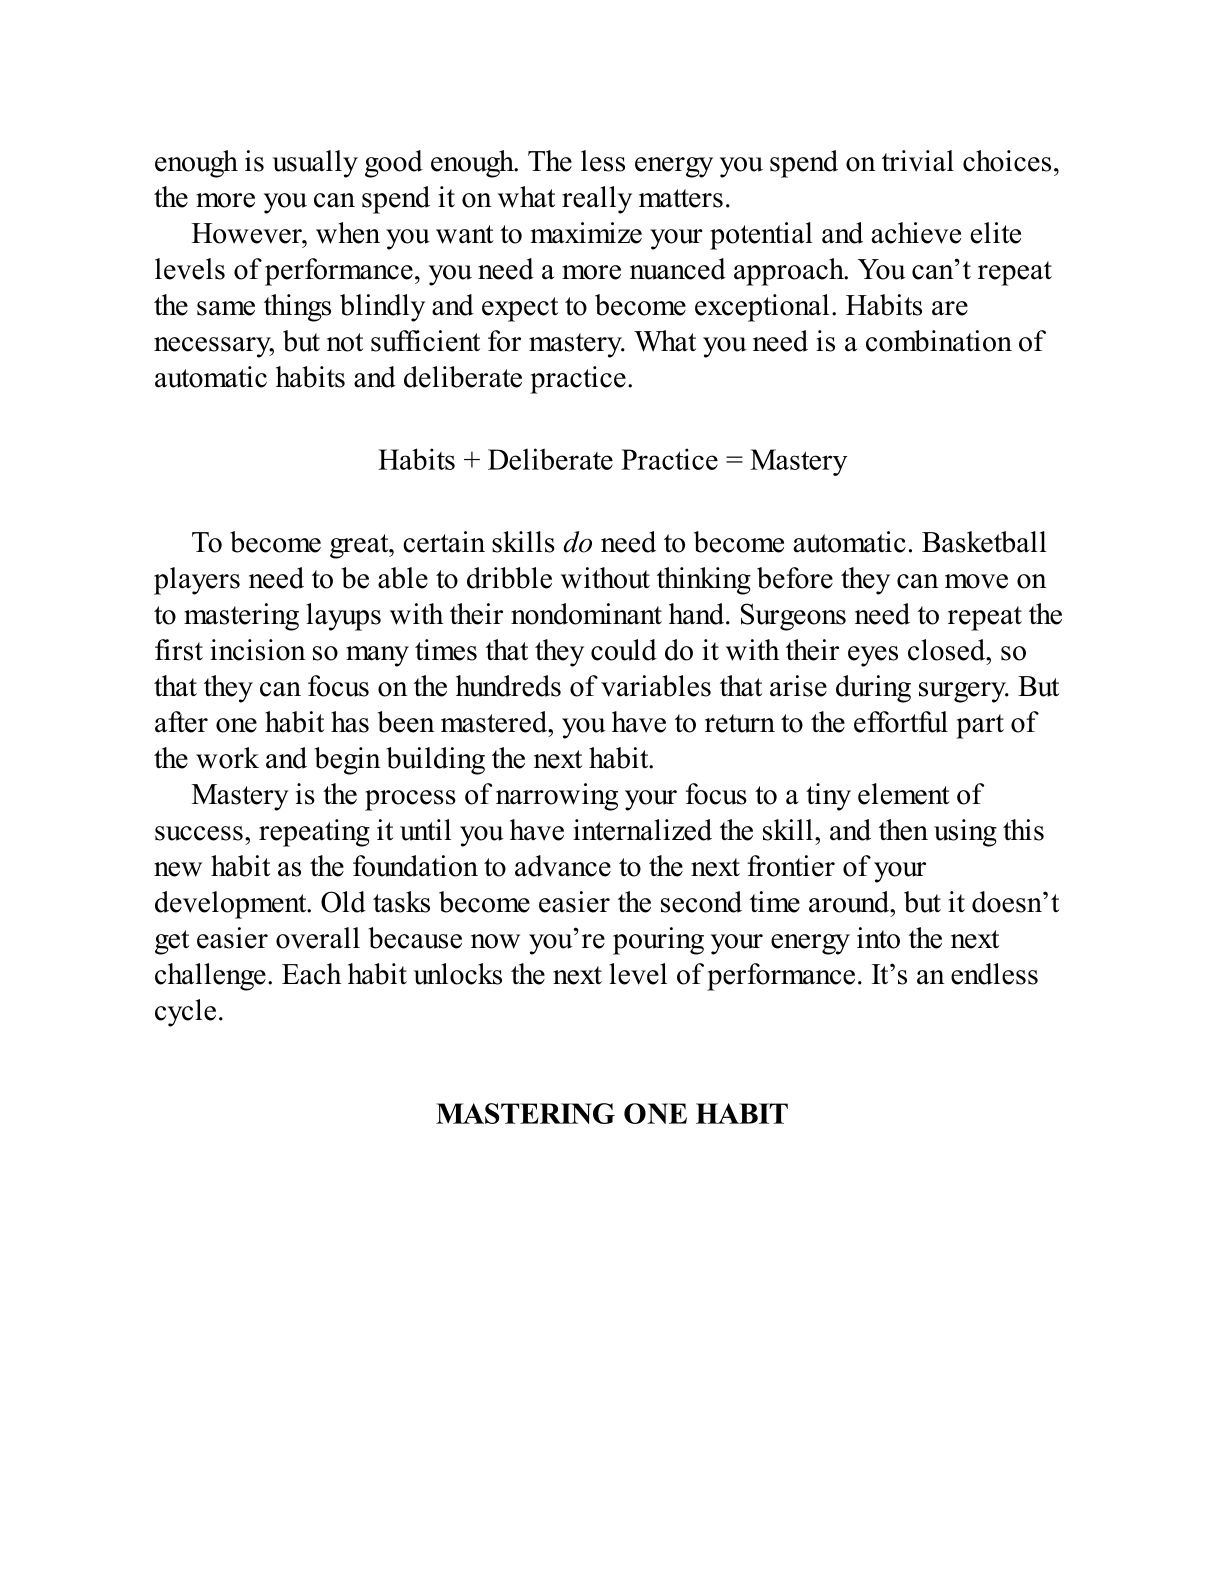 enough is usually good enough. The less energy you spend on trivial choices,
the more you can spend it on what really matters.
However, when you want to maximize your potential and achieve elite
levels of performance, you need a more nuanced approach. You can’t repeat
the same things blindly and expect to become exceptional. Habits are
necessary, but not sufficient for mastery. What you need is a combination of
automatic habits and deliberate practice.
Habits + Deliberate Practice = Mastery
To become great, certain skills do need to become automatic. Basketball
players need to be able to dribble without thinking before they can move on
to mastering layups with their nondominant hand. Surgeons need to repeat the
first incision so many times that they could do it with their eyes closed, so
that they can focus on the hundreds of variables that arise during surgery. But
after one habit has been mastered, you have to return to the effortful part of
the work and begin building the next habit.
Mastery is the process of narrowing your focus to a tiny element of
success, repeating it until you have internalized the skill, and then using this
new habit as the foundation to advance to the next frontier of your
development. Old tasks become easier the second time around, but it doesn’t
get easier overall because now you’re pouring your energy into the next
challenge. Each habit unlocks the next level of performance. It’s an endless
cycle.
MASTERING ONE HABIT